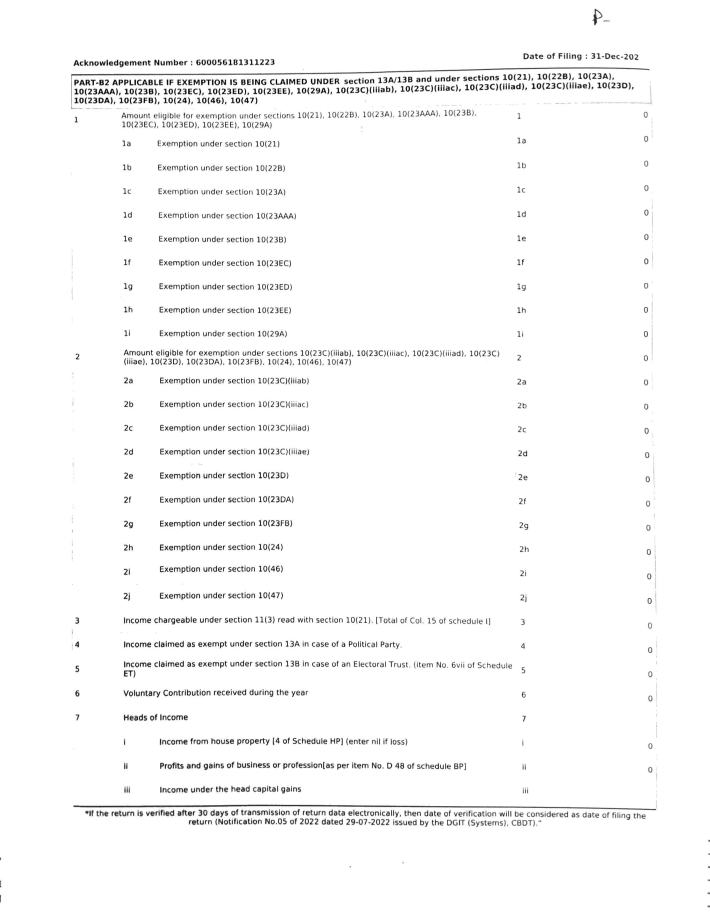 P-
Acknowledgement Number : 600056181311223
Date of Filing : 31-Dec-202
PART-B2 APPLICABLE IF EXEMPTION IS BEING CLAIMED UNDER section 13A/13B and under sections 10(21), 10(22B), 10(23A),
10(23AAA), 10(23B), 10(23EC), 10(23ED), 10(23EE), 10(29A), 10(23C)(iiiab), 10(23C)(iiiac), 10(23C)(iiiad), 10(23C)(iiiae), 10(23D),
10(23DA), 10(23FB), 10(24), 10(46), 10(47)
1 Amount eligible for exemption under sections 10(21), 10(22B), 10(23A), 10(23AAA), 10(23B), 1 0
10(23EC), 10(23ED), 10(23EE), 10(29A)
1a Exemption under section 10(21) 1a 0
1b Exemption under section 10(22B) 1b 0
1c Exemption under section 10(23A) 1c 0
1d Exemption under section 10(23AAA) 1d 0
1e Exemption under section 10(23B) 1e 0
1f Exemption under section 10(23EC) 1f 0
1g Exemption under section 10(23ED) 1g 0
1h Exemption under section 10(23EE) 1h 0
1i Exemption under section 10(29A) 1i 0
2 Amount eligible for exemption under sections 10(23C)(iiiab), 10(23C)(iiiac), 10(23C)(iiiad), 10(23C) 2 0
(iiiae), 10(23D), 10(23DA), 10(23FB), 10(24), 10(46), 10(47)
2a Exemption under section 10(23C)(iiiab) 2a 0
2b Exemption under section 10(23C)(iiiac) 2b 0
2c Exemption under section 10(23C)(iiiad) 2c 0
2d Exemption under section 10(23C)(iiiae) 2d 0
2e Exemption under section 10(23D) 2e 0
2f Exemption under section 10(23DA) 2f 0
2g Exemption under section 10(23FB) 2g 0
2h Exemption under section 10(24) 2h 0
2i Exemption under section 10(46) 2i 0
2j Exemption under section 10(47) 2j 0
3 Income chargeable under section 11(3) read with section 10(21). [Total of Col. 15 of schedule I] 3 0
4 Income claimed as exempt under section 13A in case of a Political Party. 4 0
5 Income claimed as exempt under section 13B in case of an Electoral Trust. (item No. 6vii of Schedule 5 0
ET)
6 Voluntary Contribution received during the year 6 0
7 Heads of Income 7
i Income from house property [4 of Schedule HP] (enter nil if loss) i 0
ii Profits and gains of business or profession[as per item No. D 48 of schedule BP] ii 0
iii Income under the head capital gains iii
"If the return is verified after 30 days of transmission of return data electronically, then date of verification will be considered as date of filing the
return (Notification No.05 of 2022 dated 29-07-2022 issued by the DGIT (Systems), CBDT)."